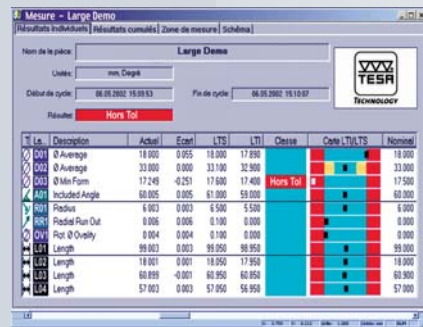 Mesure - Large Demo
Résultats individuels Résultats cumulés Zone de mesure Schéma
Nom de la pièce: Large Demo
Unités: mm, Degré
Début de cycle: 06.05.2002 15:09:53 Fin de cycle: 06.05.2002 15:10:07
Résultat: Hors Tol
TESA
TECHNOLOGY
T La... Description Actuel Ecart LTS LTI Classe Carte LTI/LTS Nominal
D01 Ø Average 18.000 0.055 18.000 17.890 18.000
D02 Ø Average 33.000 0.000 33.100 32.900 33.000
D03 Ø Min Form 17.249 -0.251 17.600 17.400 Hors Tol 17.500
A01 Included Angle 60.005 0.005 61.000 59.000 60.000
R01 Radius 6.003 0.003 6.500 5.500 6.000
RR1 Radial Run Out 0.006 0.006 0.100 0.000 0.000
OV1 Rot. Ø Ovality 0.004 0.004 0.100 0.000 0.000
L01 Length 99.003 0.003 99.050 98.950 99.000
L02 Length 18.001 0.001 18.050 17.950 18.000
L03 Length 60.899 -0.001 60.950 60.850 60.900
L04 Length 57.003 0.003 57.050 56.950 57.000